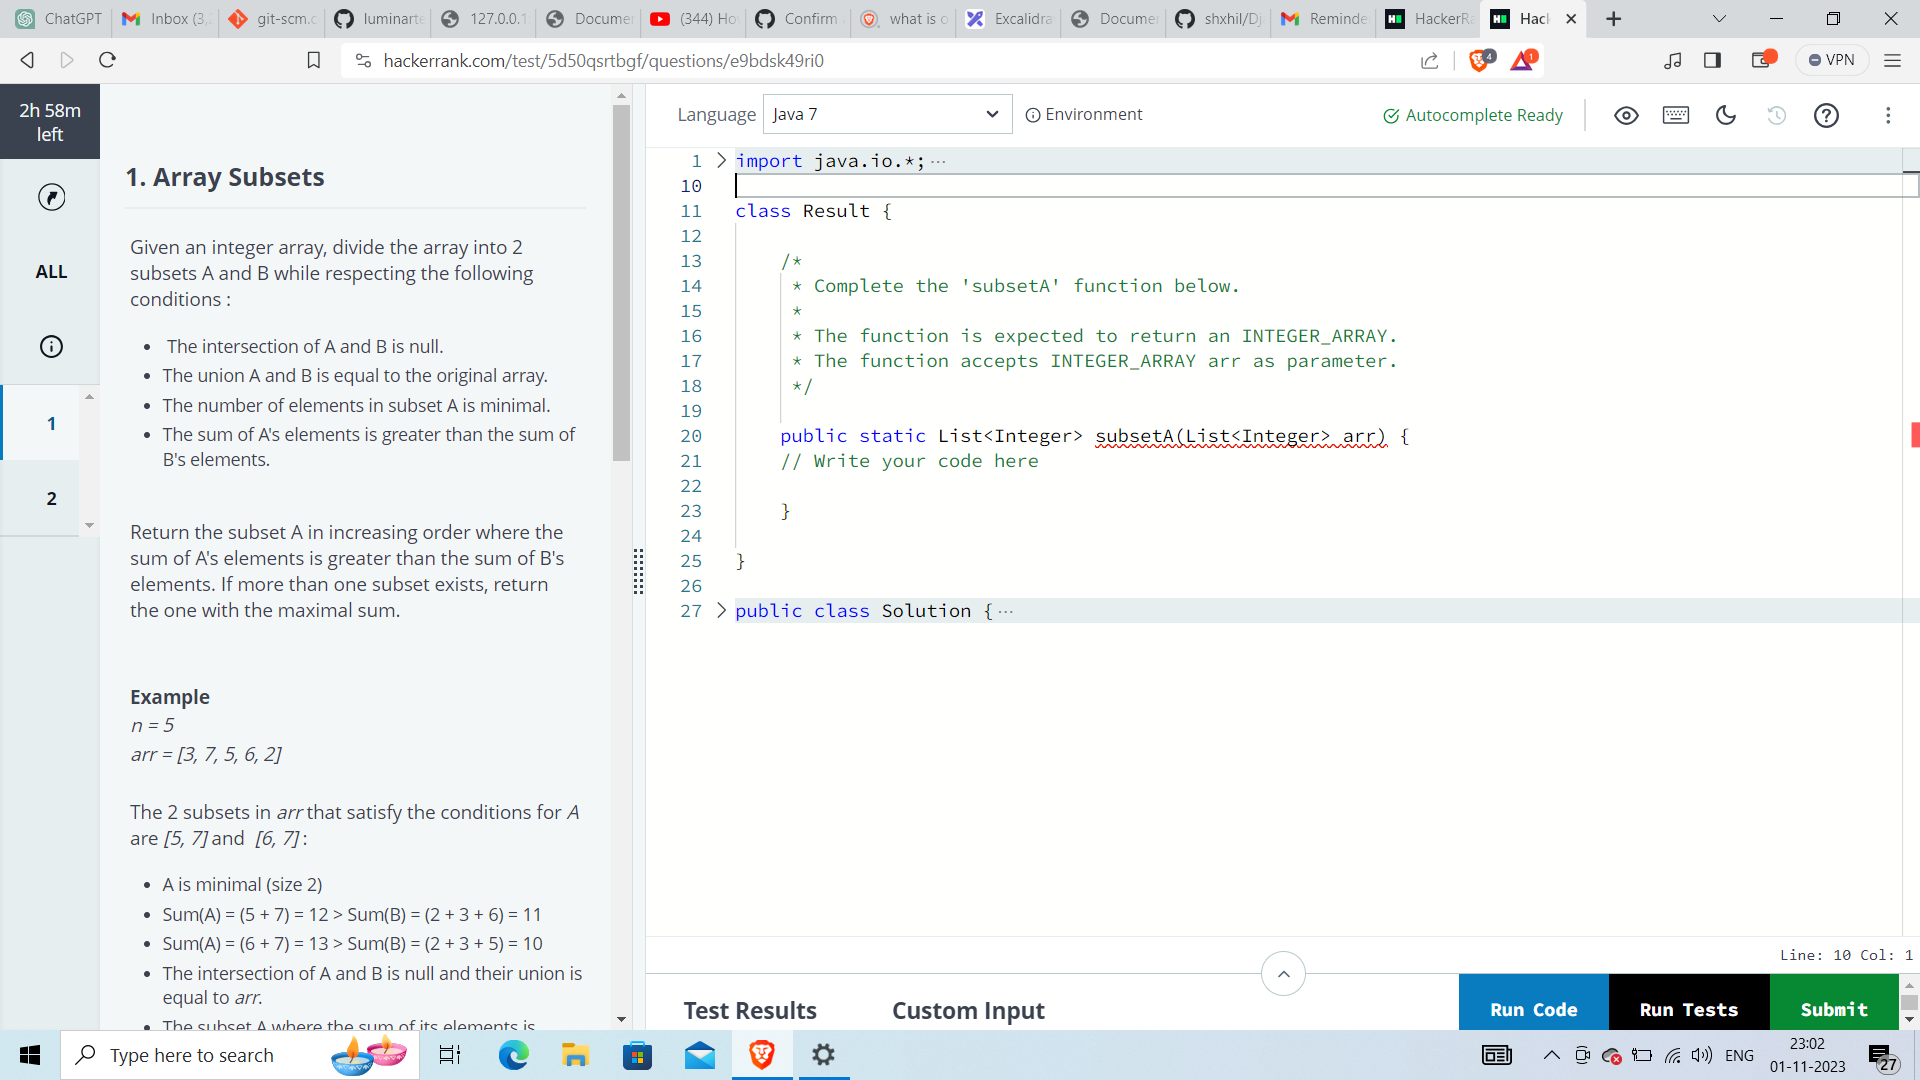 ChatGPT
Inbox (3,
git-scm.c
luminarte
127.0.0.1
Documen
(344) Ho
Confirm
what is o
Excalidra
Documen
shxhil/Dj
Reminde
HackerRa
Hack
hackerrank.com/test/5d50qsrtbgf/questions/e9bdsk49ri0
4
1
VPN
2h 58m
left
ALL
1
2
1. Array Subsets
Given an integer array, divide the array into 2
subsets A and B while respecting the following
conditions :
• The intersection of A and B is null.
• The union A and B is equal to the original array.
• The number of elements in subset A is minimal.
• The sum of A's elements is greater than the sum of
B's elements.
Return the subset A in increasing order where the
sum of A's elements is greater than the sum of B's
elements. If more than one subset exists, return
the one with the maximal sum.
Example
n = 5
arr = [3, 7, 5, 6, 2]
The 2 subsets in arr that satisfy the conditions for A
are [5, 7] and [6, 7] :
• A is minimal (size 2)
• Sum(A) = (5 + 7) = 12 > Sum(B) = (2 + 3 + 6) = 11
• Sum(A) = (6 + 7) = 13 > Sum(B) = (2 + 3 + 5) = 10
• The intersection of A and B is null and their union is
equal to arr.
• The subset A where the sum of its elements is
Language Java 7 Environment Autocomplete Ready
1 import java.io.*; ...
10
11 class Result {
12
13 /*
14 * Complete the 'subsetA' function below.
15 *
16 * The function is expected to return an INTEGER_ARRAY.
17 * The function accepts INTEGER_ARRAY arr as parameter.
18 */
19
20 public static List<Integer> subsetA(List<Integer> arr) {
21 // Write your code here
22
23 }
24
25 }
26
27 public class Solution { ...
Line: 10 Col: 1
Test Results Custom Input Run Code Run Tests Submit
Type here to search
ENG
23:02
01-11-2023
27